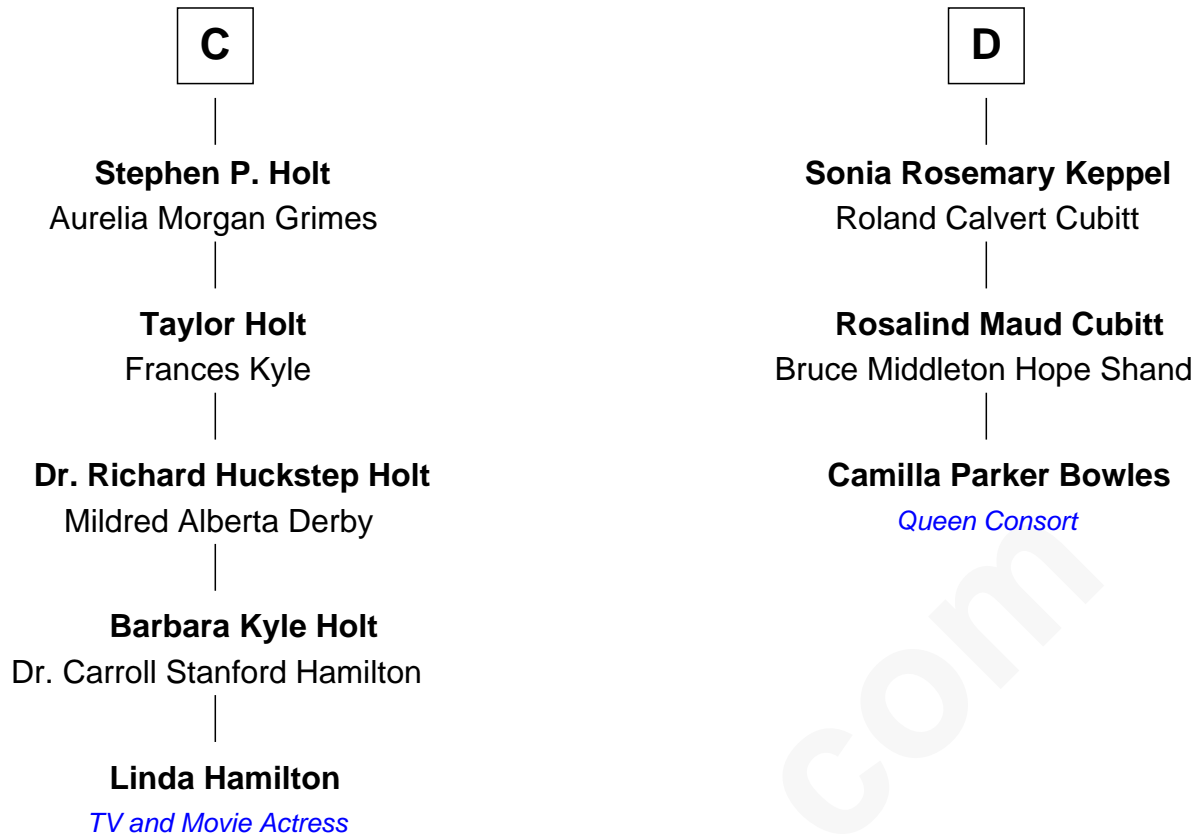 C
Stephen P. Holt
Aurelia Morgan Grimes
Taylor Holt
Frances Kyle
Dr. Richard Huckstep Holt
Mildred Alberta Derby
Barbara Kyle Holt
Dr. Carroll Stanford Hamilton
Linda Hamilton
TV and Movie Actress
D
Sonia Rosemary Keppel
Roland Calvert Cubitt
Rosalind Maud Cubitt
Bruce Middleton Hope Shand
Camilla Parker Bowles
Queen Consort
com